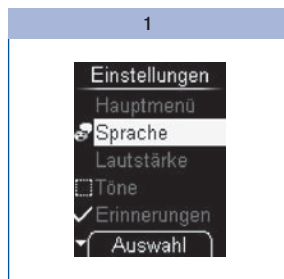 1
Einstellungen
Hauptmenü
Sprache
Lautstärke
Töne
Erinnerungen
Auswahl